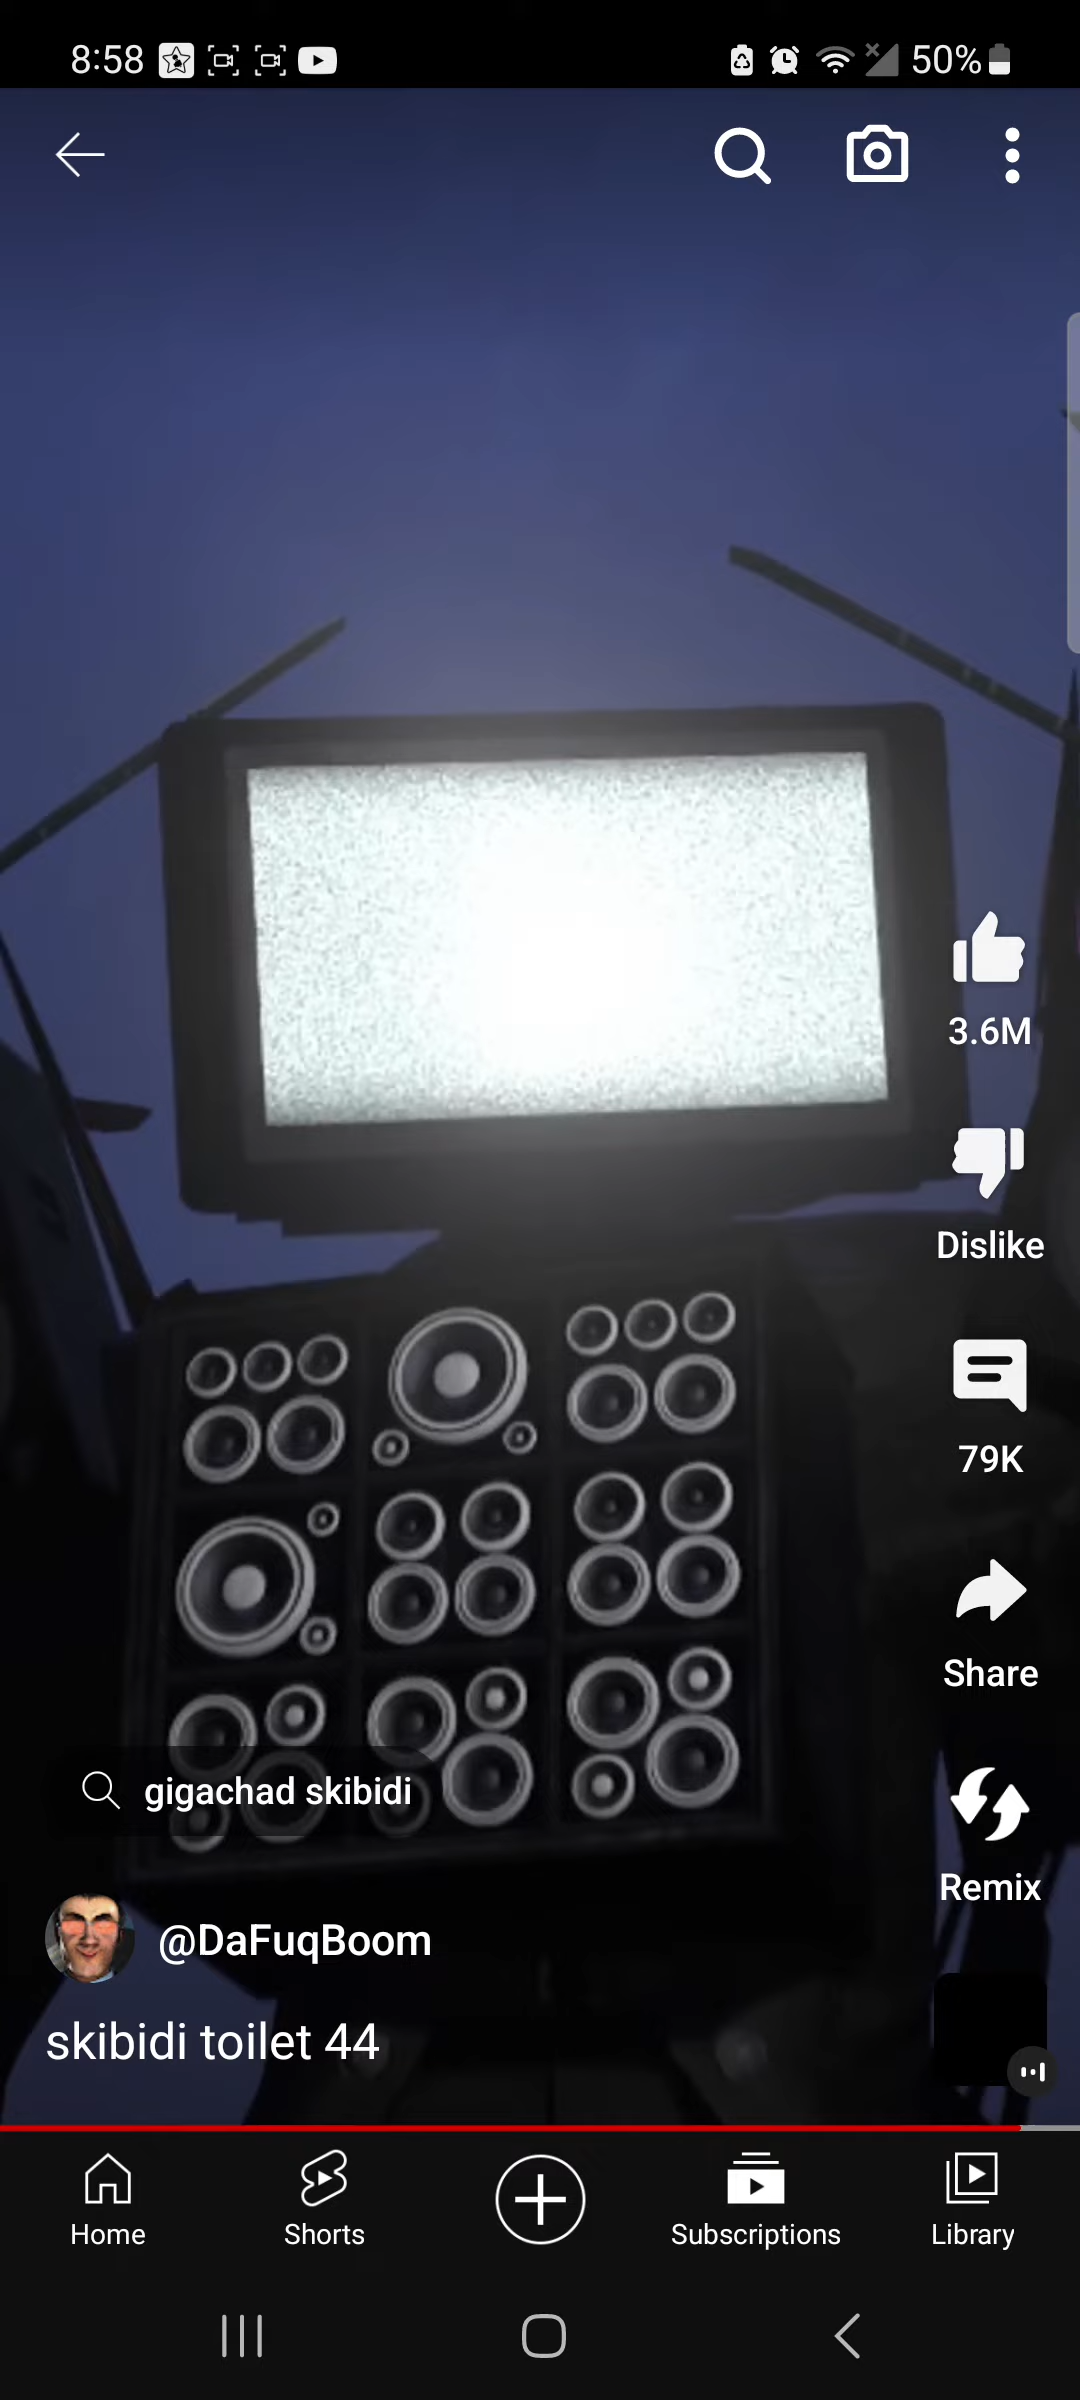 8:58
50%
3.6M
Dislike
79K
Share
gigachad skibidi
Remix
@DaFuqBoom
skibidi toilet 44
Home
Shorts
Subscriptions
Library